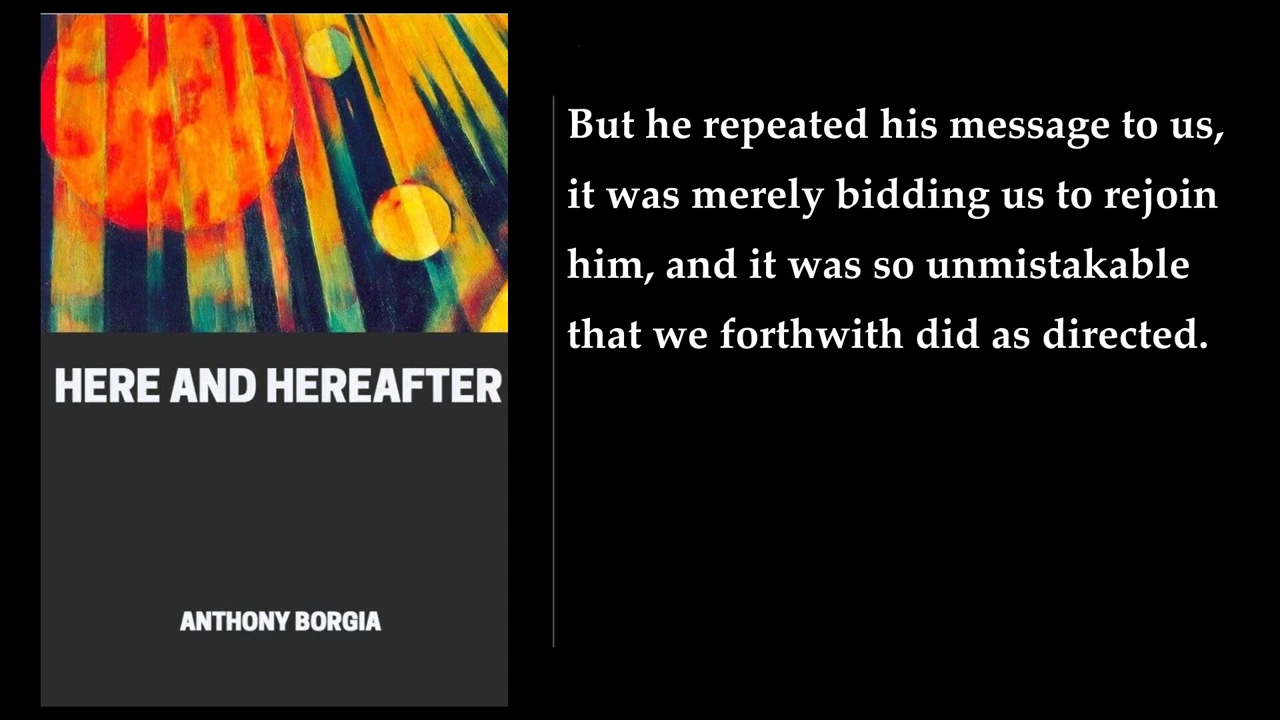 HERE AND HEREAFTER
ANTHONY BORGIA
But he repeated his message to us,
it was merely bidding us to rejoin
him, and it was so unmistakable
that we forthwith did as directed.